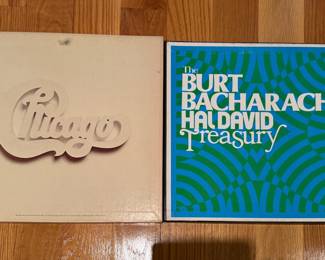 Chicago
The
BURT
BACHARACH
HAL DAVID
Treasury